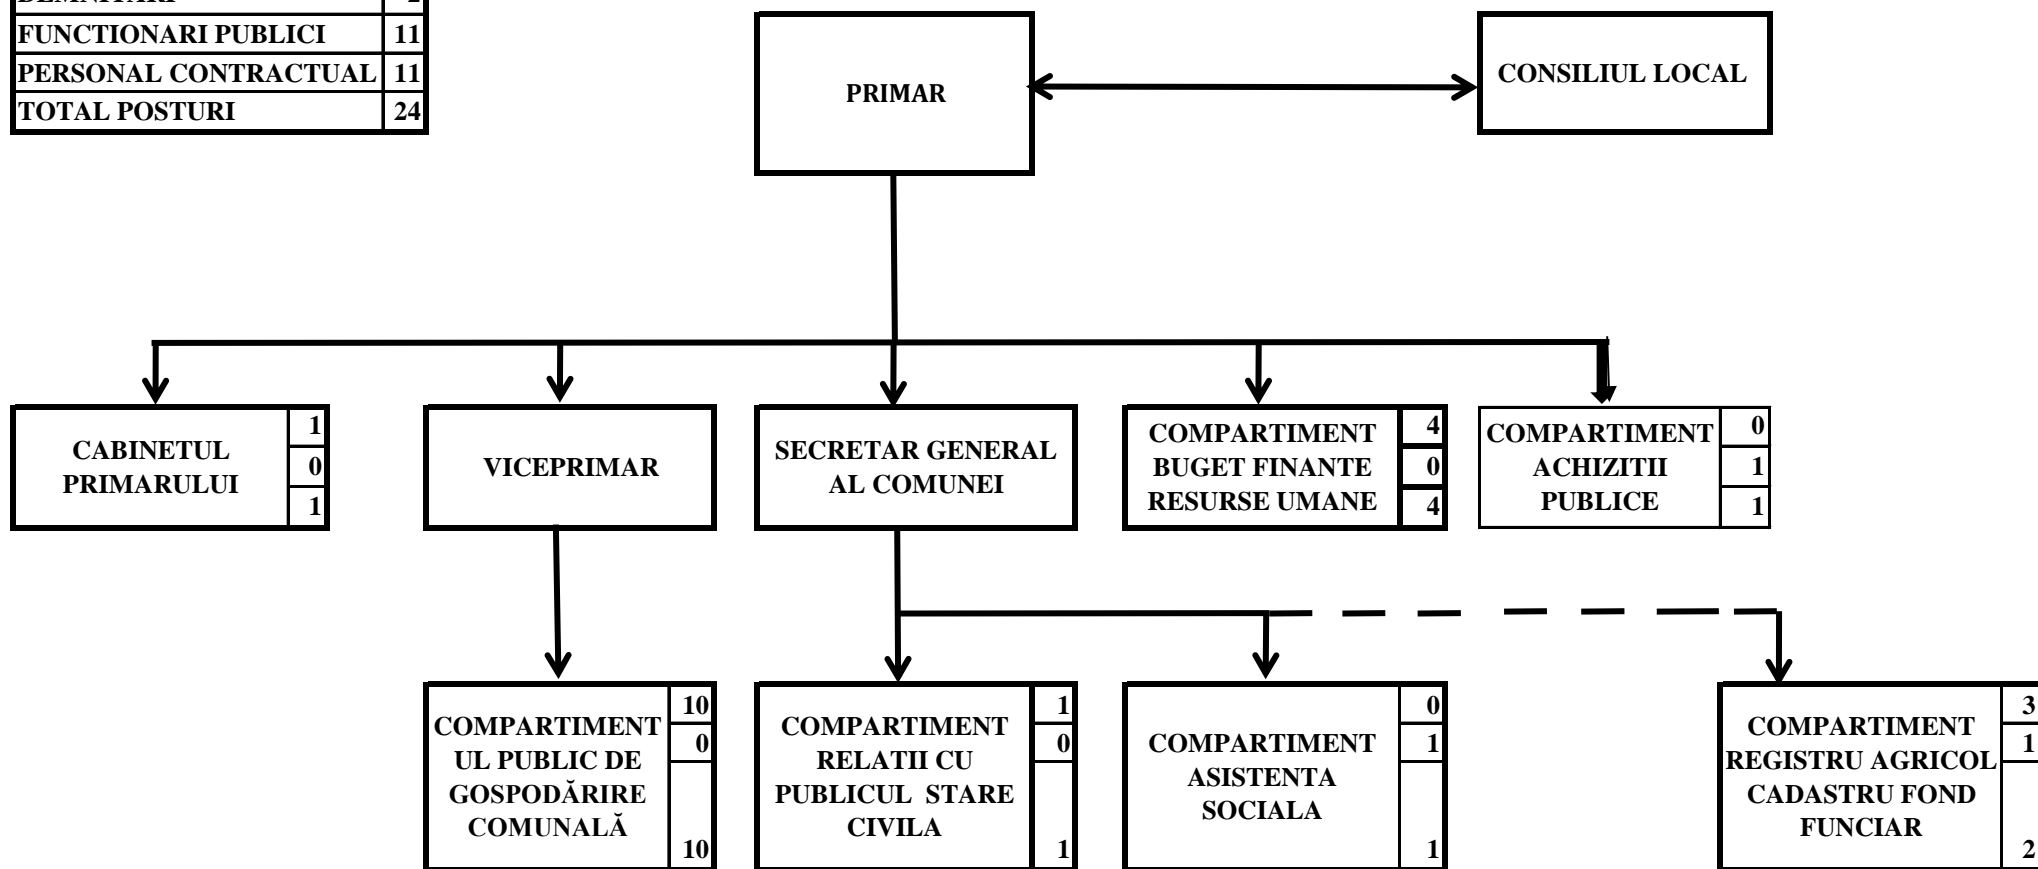 FUNCTIONARI PUBLICI 11
PERSONAL CONTRACTUAL 11
TOTAL POSTURI 24
PRIMAR
CONSILIUL LOCAL
CABINETUL
PRIMARULUI
1
0
1
VICEPRIMAR
SECRETAR GENERAL
AL COMUNEI
COMPARTIMENT
BUGET FINANTE
RESURSE UMANE
4
0
4
COMPARTIMENT
ACHIZITII
PUBLICE
0
1
1
COMPARTIMENT
UL PUBLIC DE
GOSPODĂRIRE
COMUNALĂ
10
0
10
COMPARTIMENT
RELATII CU
PUBLICUL STARE
CIVILA
1
0
1
COMPARTIMENT
ASISTENTA
SOCIALA
0
1
1
COMPARTIMENT
REGISTRU AGRICOL
CADASTRU FOND
FUNCIAR
3
1
2